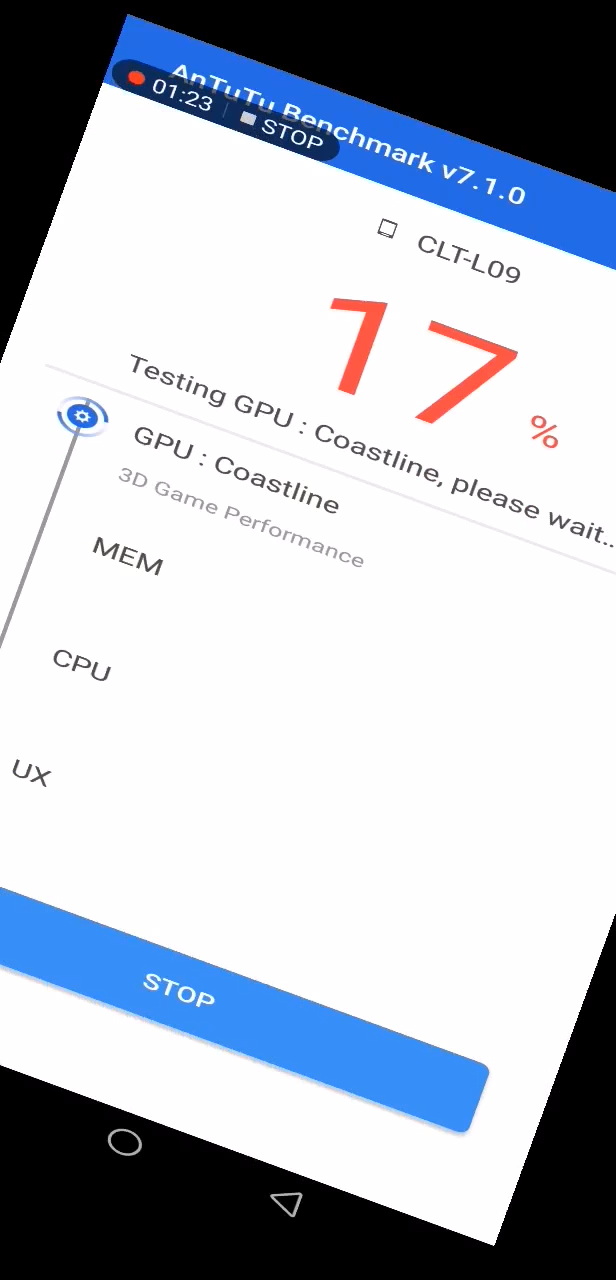 AnTuTu Benchmark v7.1.0
01:23 STOP
CLT-L09
17%
Testing GPU : Coastline, please wait..
GPU : Coastline
3D Game Performance
MEM
CPU
UX
STOP